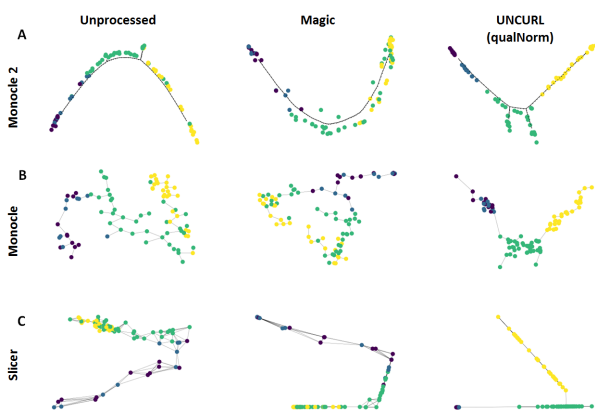 Unprocessed
Magic
UNCURL
(qualNorm)
A
Monocle 2
B
Monocle
C
Slicer